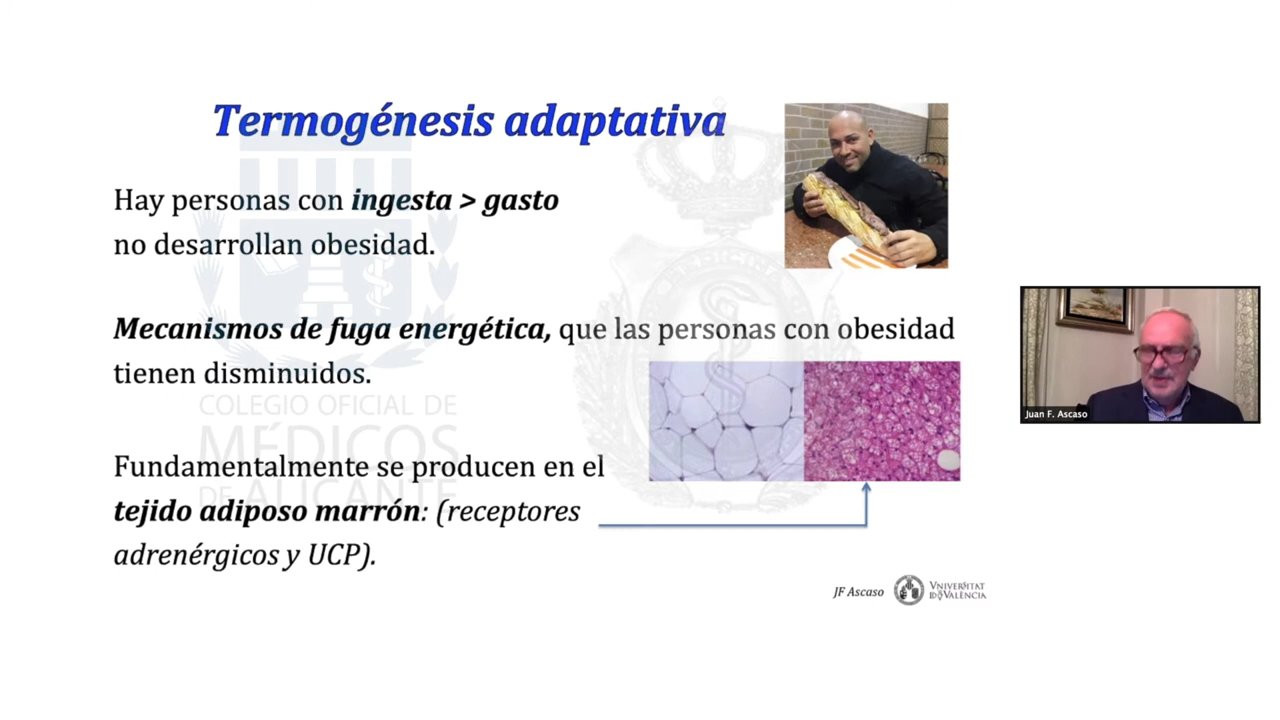 Termogénesis adaptativa
Hay personas con ingesta > gasto
no desarrollan obesidad.
Mecanismos de fuga energética, que las personas con obesidad
tienen disminuidos.
COLEGIO OFICIAL DE
MÉDICOS
DE ALICANTE
MEDICINA
Fundamentalmente se producen en el
tejido adiposo marrón: (receptores
adrenérgicos y UCP).
JF Ascaso
VNIVERSITAT
ID VALÈNCIA
Juan F. Ascaso